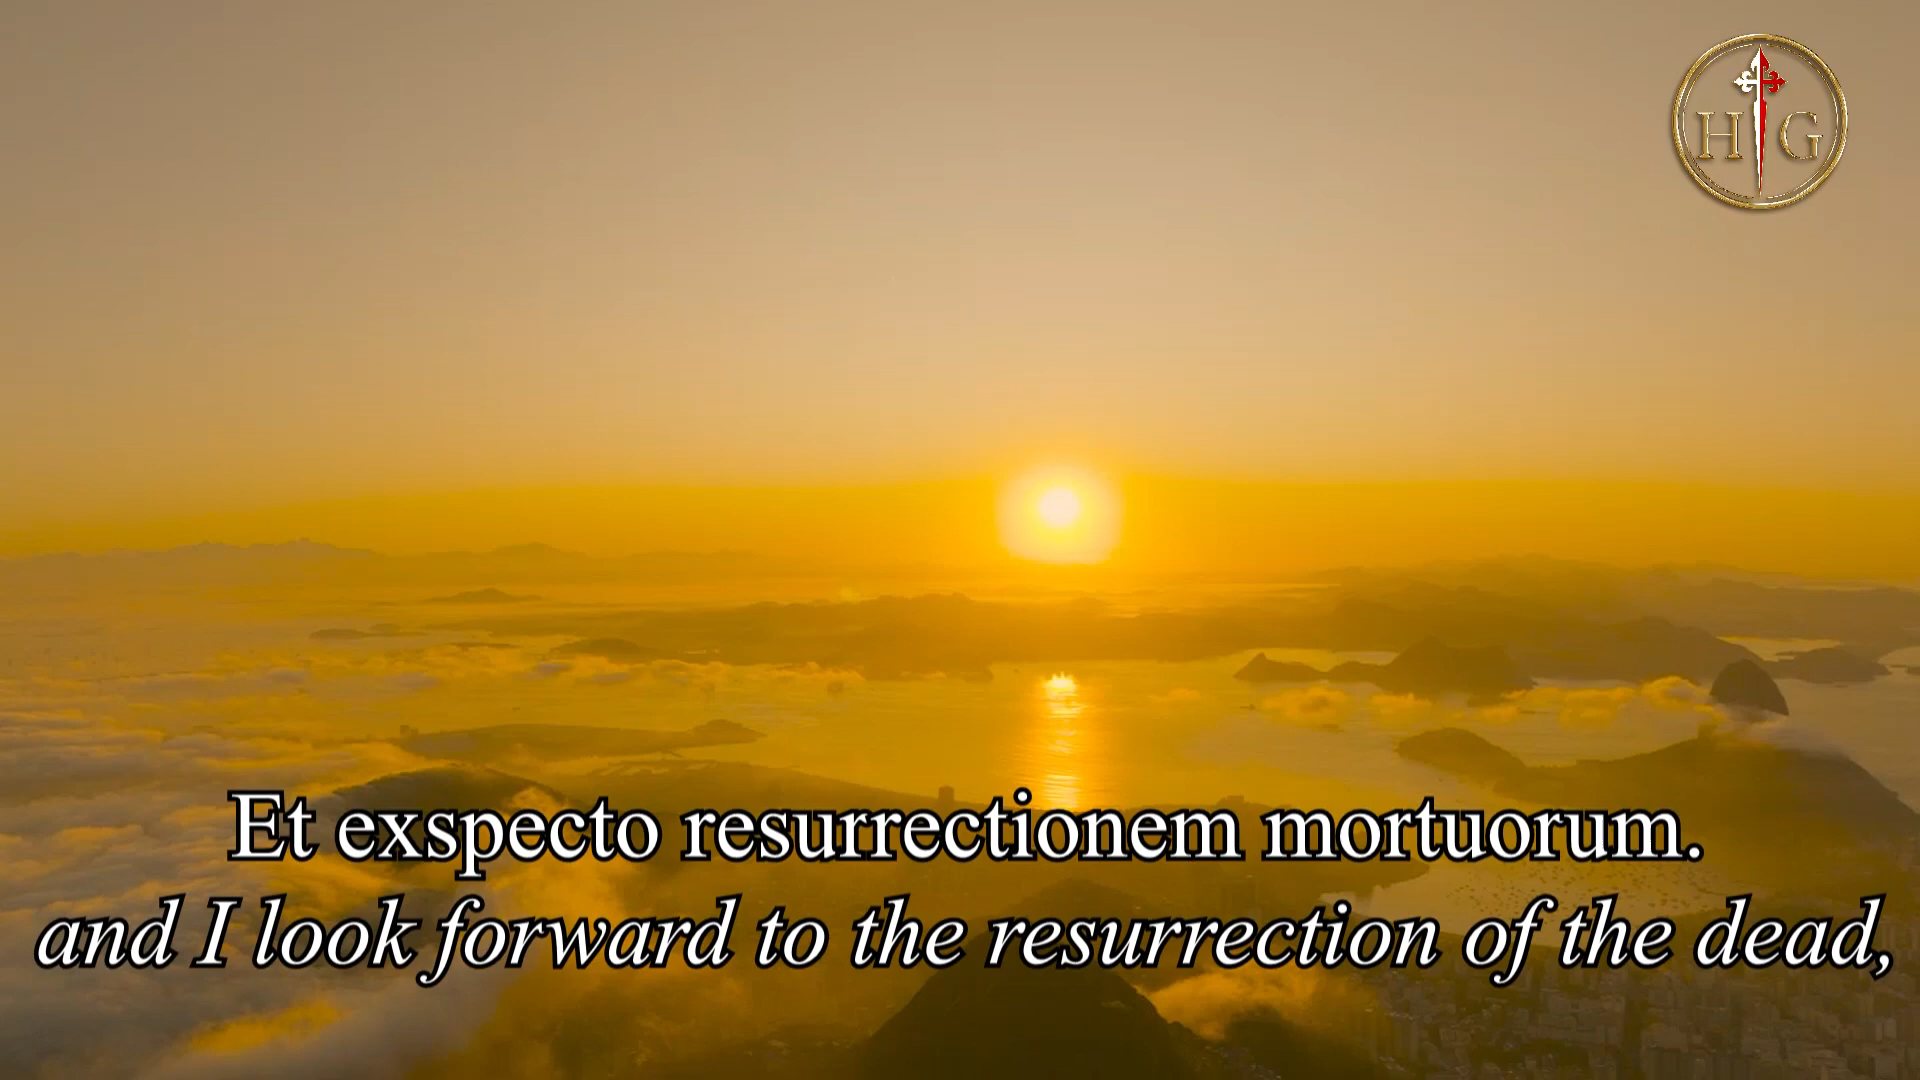 H G
Et exspecto resurrectionem mortuorum.
and I look forward to the resurrection of the dead,